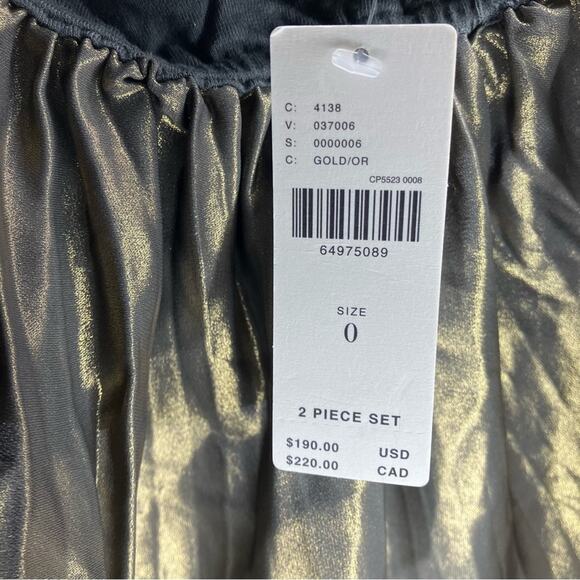 C: 4138
V: 037006
S: 0000006
C: GOLD/OR
CP5523 0008
64975089
SIZE
0
2 PIECE SET
$190.00 USD
$220.00 CAD